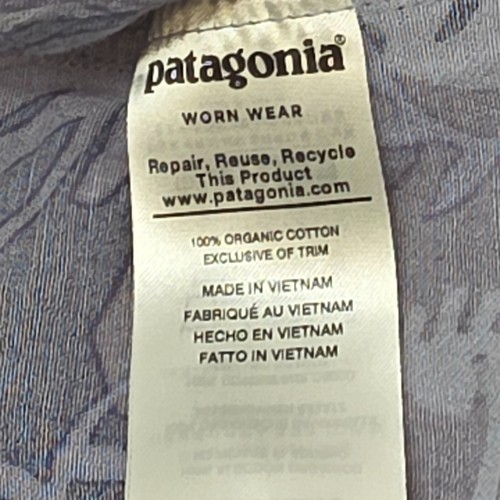 patagonia®
WORN WEAR
Repair, Reuse, Recycle
This Product
www.patagonia.com
100% ORGANIC COTTON
EXCLUSIVE OF TRIM
MADE IN VIETNAM
FABRIQUÉ AU VIETNAM
HECHO EN VIETNAM
FATTO IN VIETNAM